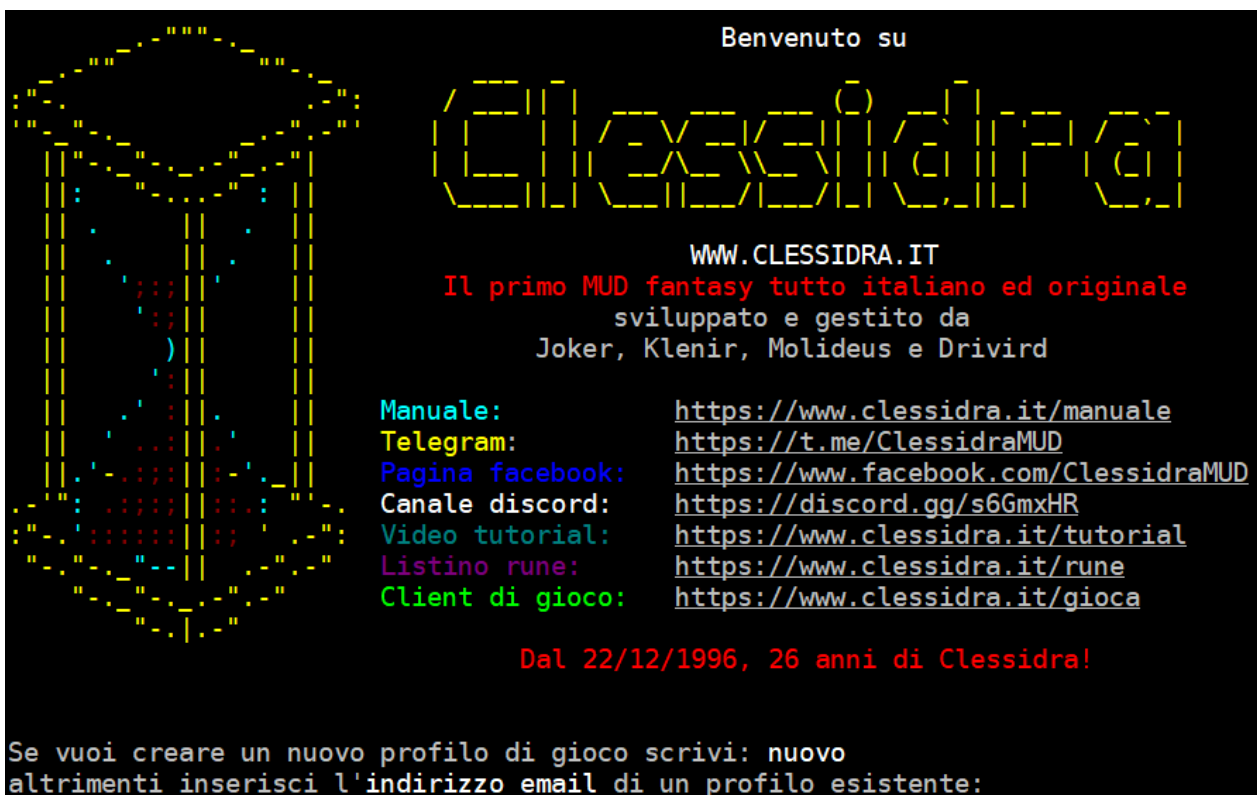 Benvenuto su
Clessidra
WWW.CLESSIDRA.IT
Il primo MUD fantasy tutto italiano ed originale
sviluppato e gestito da
Joker, Klenir, Molideus e Drivird
Manuale: https://www.clessidra.it/manuale
Telegram: https://t.me/ClessidraMUD
Pagina facebook: https://www.facebook.com/ClessidraMUD
Canale discord: https://discord.gg/s6GmxHR
Video tutorial: https://www.clessidra.it/tutorial
Listino rune: https://www.clessidra.it/rune
Client di gioco: https://www.clessidra.it/gioca
Dal 22/12/1996, 26 anni di Clessidra!
Se vuoi creare un nuovo profilo di gioco scrivi: nuovo
altrimenti inserisci l'indirizzo email di un profilo esistente: